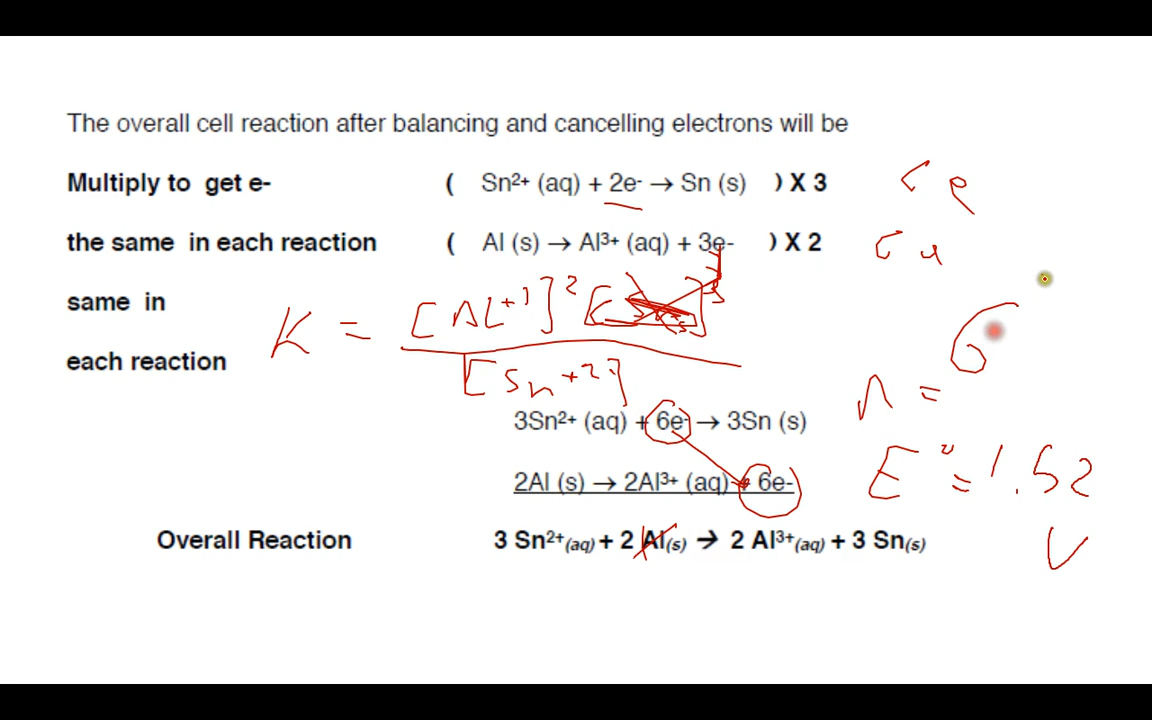 The overall cell reaction after balancing and cancelling electrons will be
Multiply to get e- ( Sn²⁺ (aq) + 2e⁻ → Sn (s) ) X 3
the same in each reaction ( Al (s) → Al³⁺ (aq) + 3e- ) X 2
same in
each reaction
K = [Al⁺³]²
[Sn⁺²]
n = 6
3Sn²⁺ (aq) + 6e⁻ → 3Sn (s)
E° = 1.52
2Al (s) → 2Al³⁺ (aq) + 6e-
V
Overall Reaction 3 Sn²⁺(aq) + 2 Al(s) → 2 Al³⁺(aq) + 3 Sn(s)